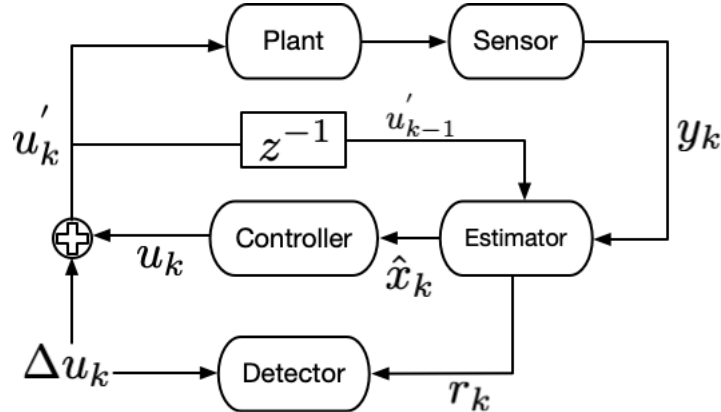 Plant
Sensor
u'_k
z^{-1}
u'_{k-1}
y_k
Controller
Estimator
u_k
x̂_k
Δu_k
Detector
r_k